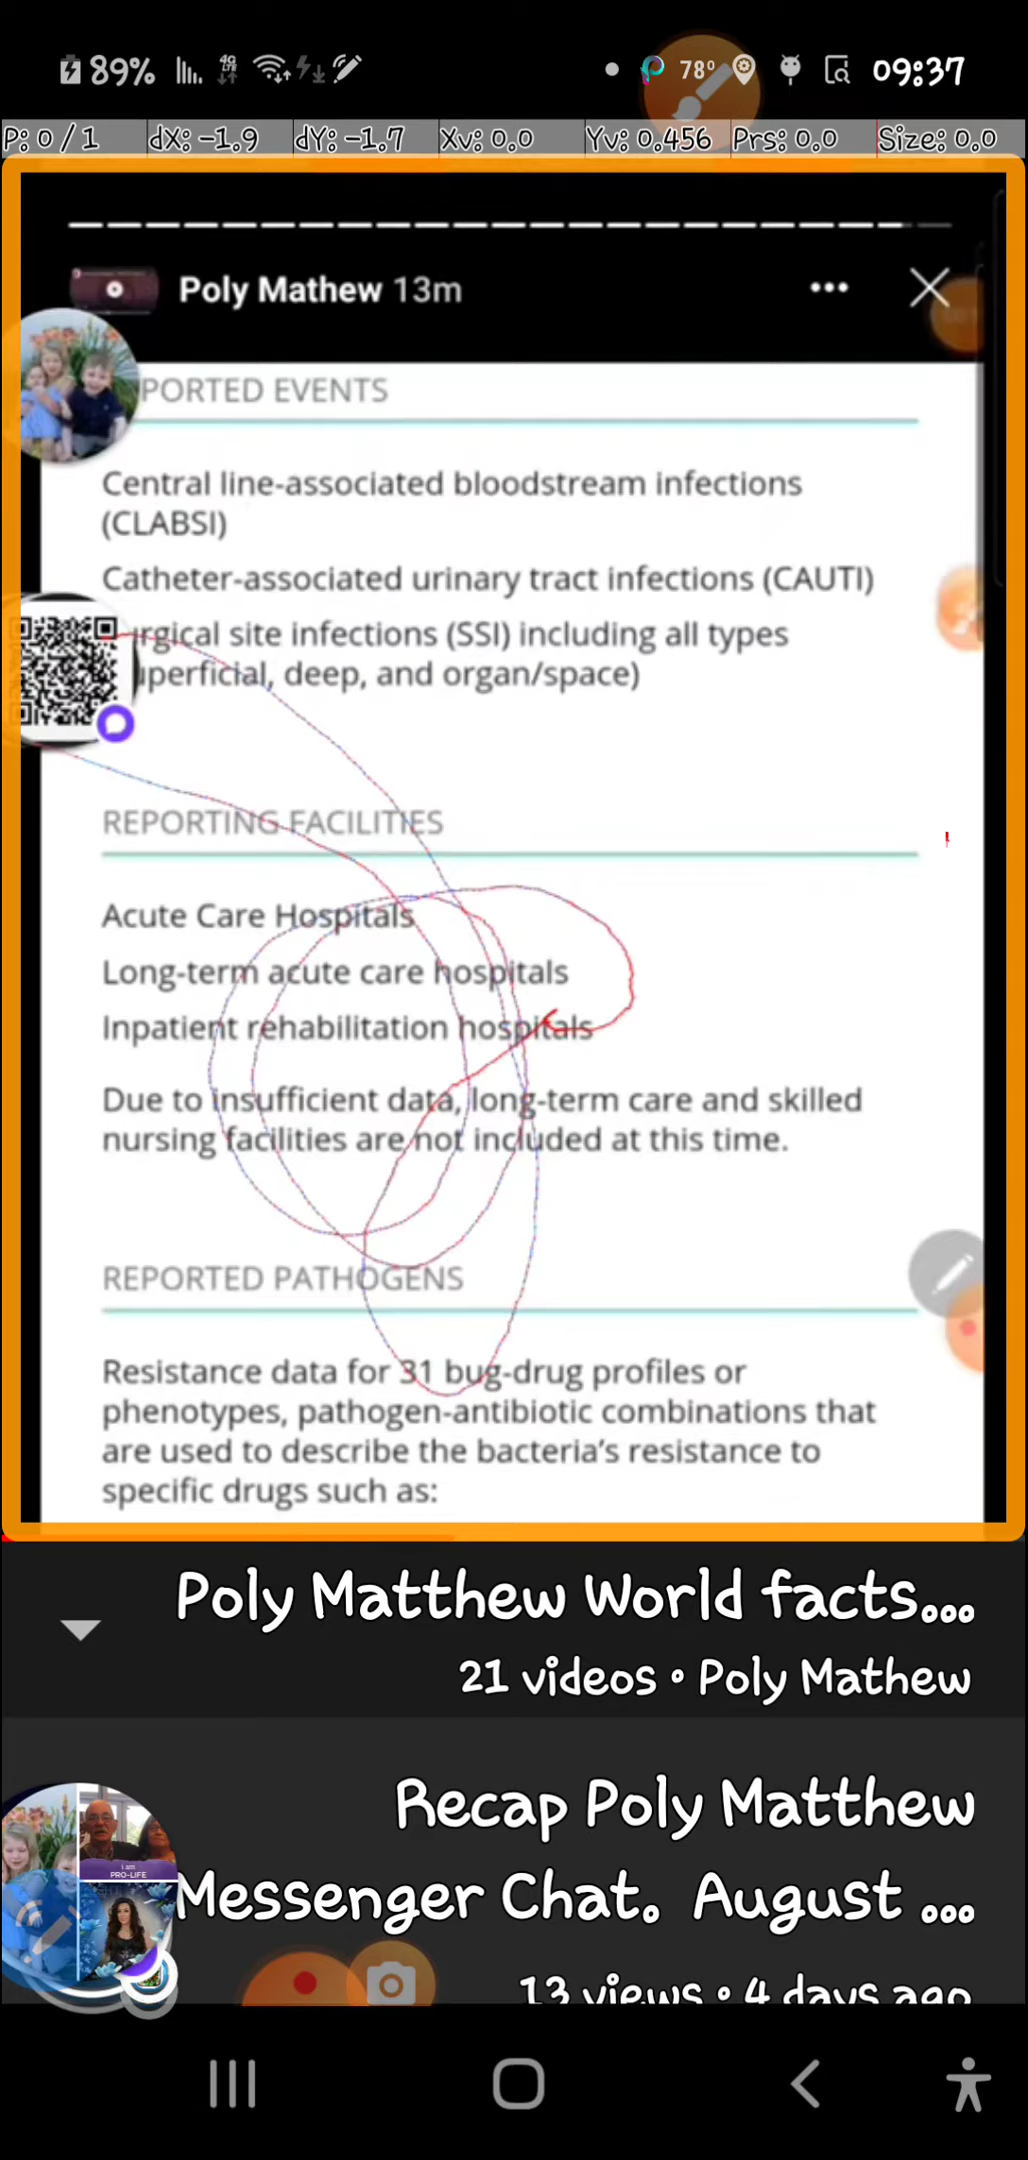 89% 4G 78° 09:37
P: 0 / 1 dX: -1.9 dY: -1.7 Xv: 0.0 Yv: 0.456 Prs: 0.0 Size: 0.0
Poly Mathew 13m
PORTED EVENTS
Central line-associated bloodstream infections
(CLABSI)
Catheter-associated urinary tract infections (CAUTI)
urgical site infections (SSI) including all types
uperficial, deep, and organ/space)
REPORTING FACILITIES
Acute Care Hospitals
Long-term acute care hospitals
Inpatient rehabilitation hospitals
Due to insufficient data, long-term care and skilled
nursing facilities are not included at this time.
REPORTED PATHOGENS
Resistance data for 31 bug-drug profiles or
phenotypes, pathogen-antibiotic combinations that
are used to describe the bacteria’s resistance to
specific drugs such as:
Poly Matthew World facts...
21 videos • Poly Mathew
Recap Poly Matthew
i am
PRO-LIFE
Messenger Chat. August ...
13 views • 4 days ago